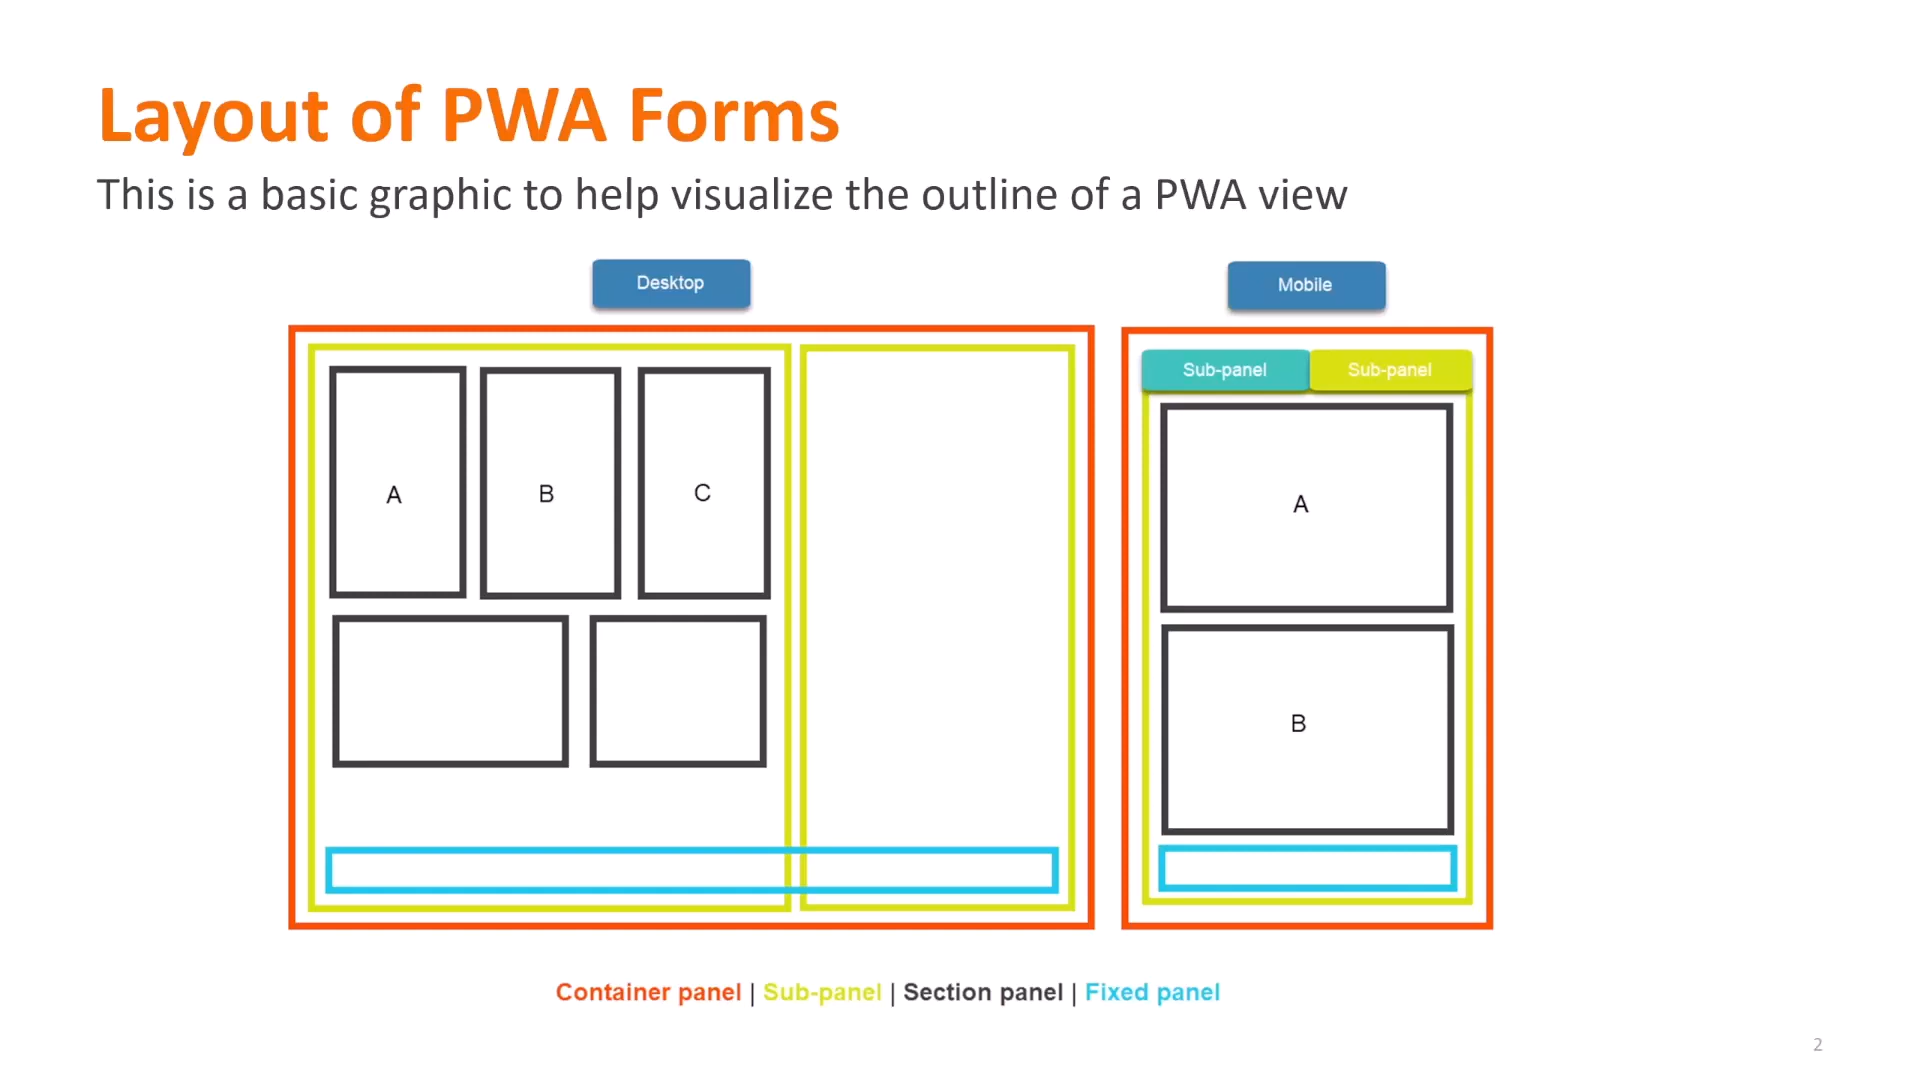 Layout of PWA Forms
This is a basic graphic to help visualize the outline of a PWA view
Desktop
Mobile
Sub-panel Sub-panel
A B C
A
B
Container panel | Sub-panel | Section panel | Fixed panel
2